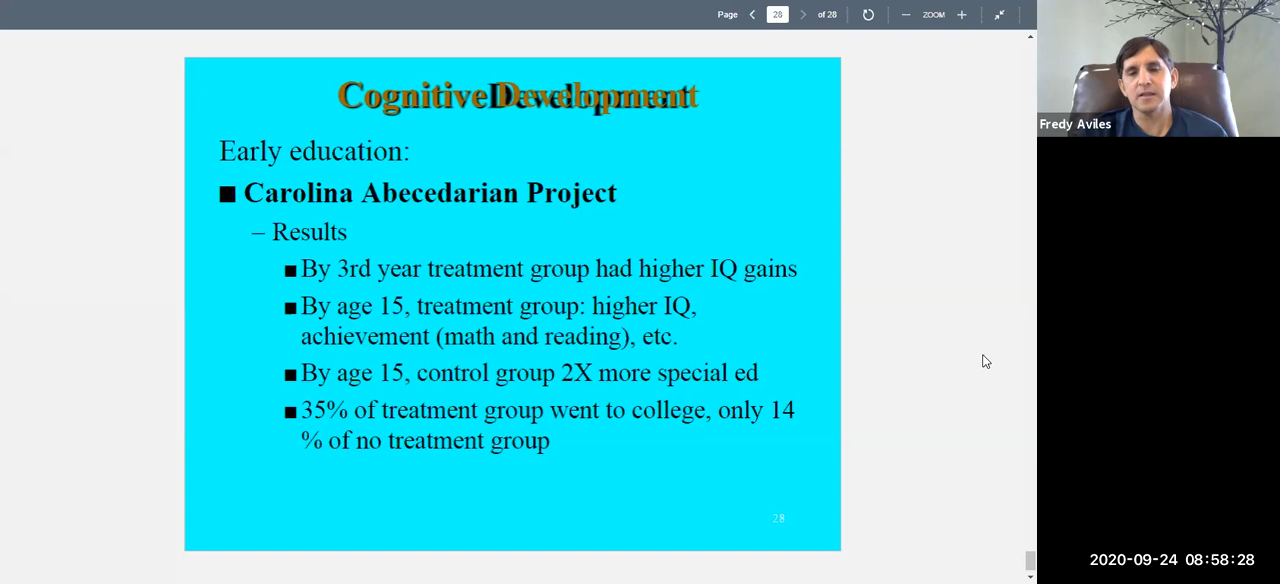 Page 28 of 28 ZOOM
Cognitive Development
Early education:
■ Carolina Abecedarian Project
– Results
■ By 3rd year treatment group had higher IQ gains
■ By age 15, treatment group: higher IQ,
achievement (math and reading), etc.
■ By age 15, control group 2X more special ed
■ 35% of treatment group went to college, only 14
% of no treatment group
28
Fredy Aviles
2020-09-24 08:58:28